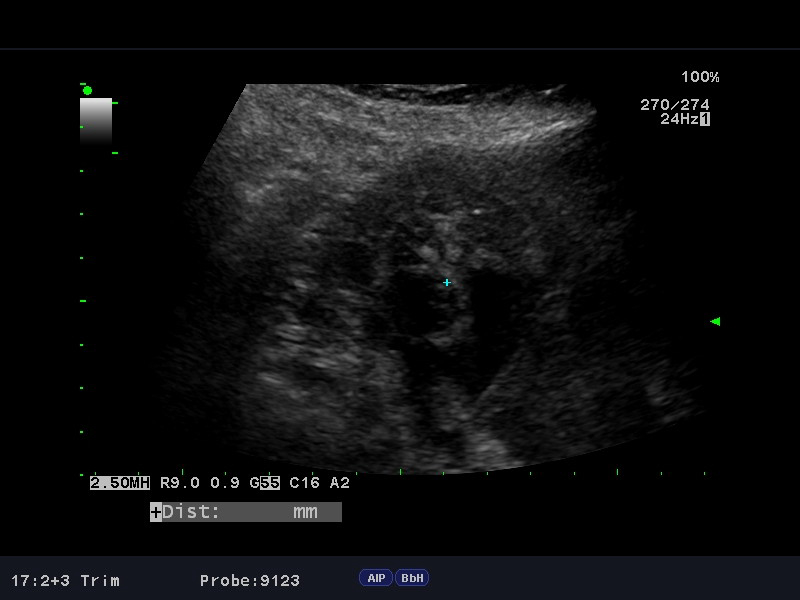 100%
270/274
24Hz1
2.50MH R9.0 0.9 G55 C16 A2
+Dist: mm
17:2+3 Trim Probe:9123 AIP BbH